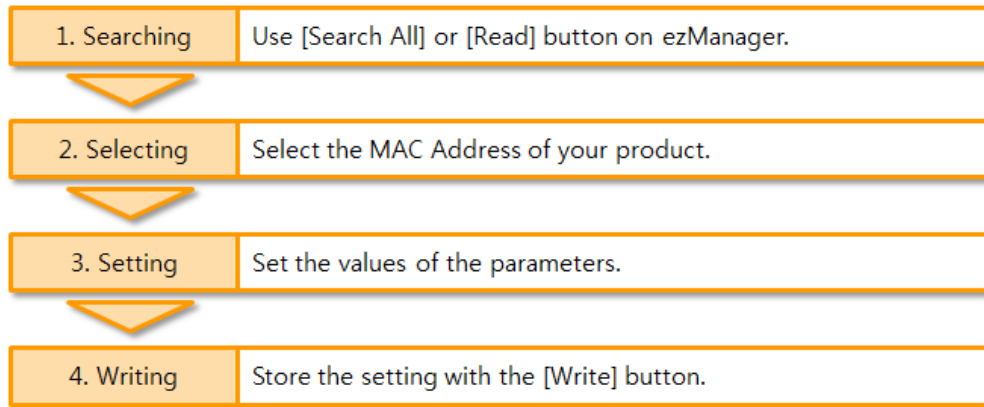 1. Searching Use [Search All] or [Read] button on ezManager.
2. Selecting Select the MAC Address of your product.
3. Setting Set the values of the parameters.
4. Writing Store the setting with the [Write] button.